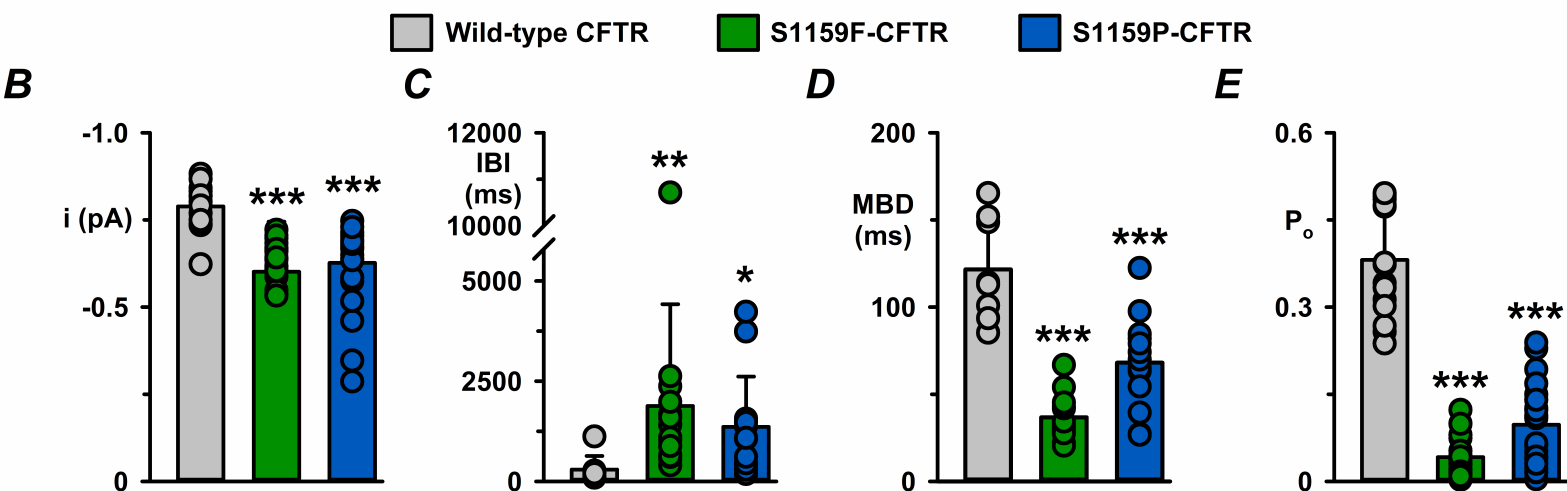 Wild-type CFTR S1159F-CFTR S1159P-CFTR
B C D E
-1.0
i (pA)
-0.5
0
*** ***
12000
IBI
(ms)
10000
5000
2500
0
** *
200
MBD
(ms)
100
0
*** ***
0.6
Po
0.3
0
*** ***